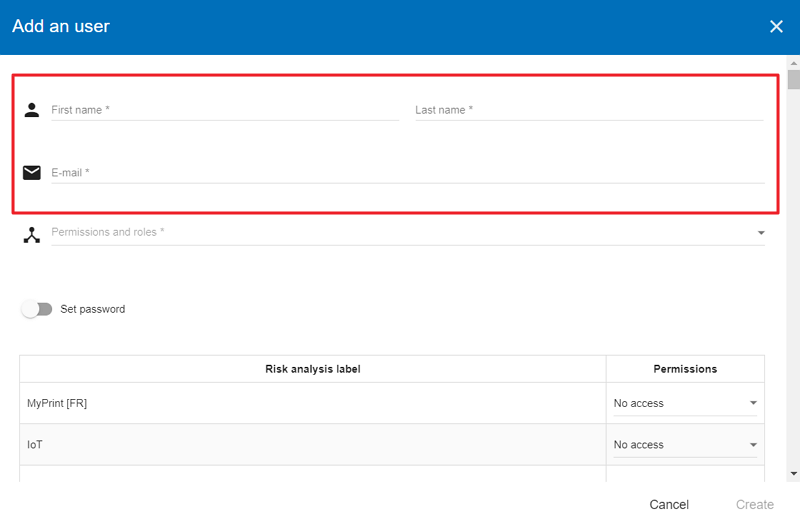 Add an user
First name * Last name *
E-mail *
Permissions and roles *
Set password
Risk analysis label Permissions
MyPrint [FR] No access
IoT No access
Cancel Create